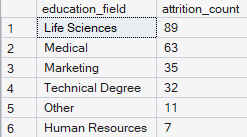 education_field attrition_count
1 Life Sciences 89
2 Medical 63
3 Marketing 35
4 Technical Degree 32
5 Other 11
6 Human Resources 7